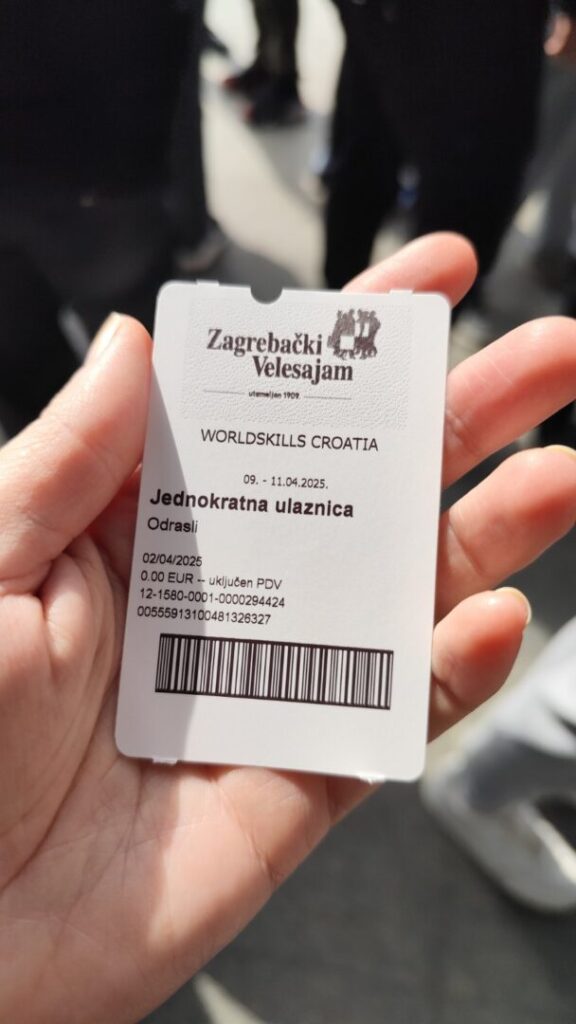 Zagrebački
Velesajam
utemeljen 1909.
WORLDSKILLS CROATIA
09. - 11.04.2025.
Jednokratna ulaznica
Odrasli
02/04/2025
0.00 EUR -- uključen PDV
12-1580-0001-0000294424
00555913100481326327